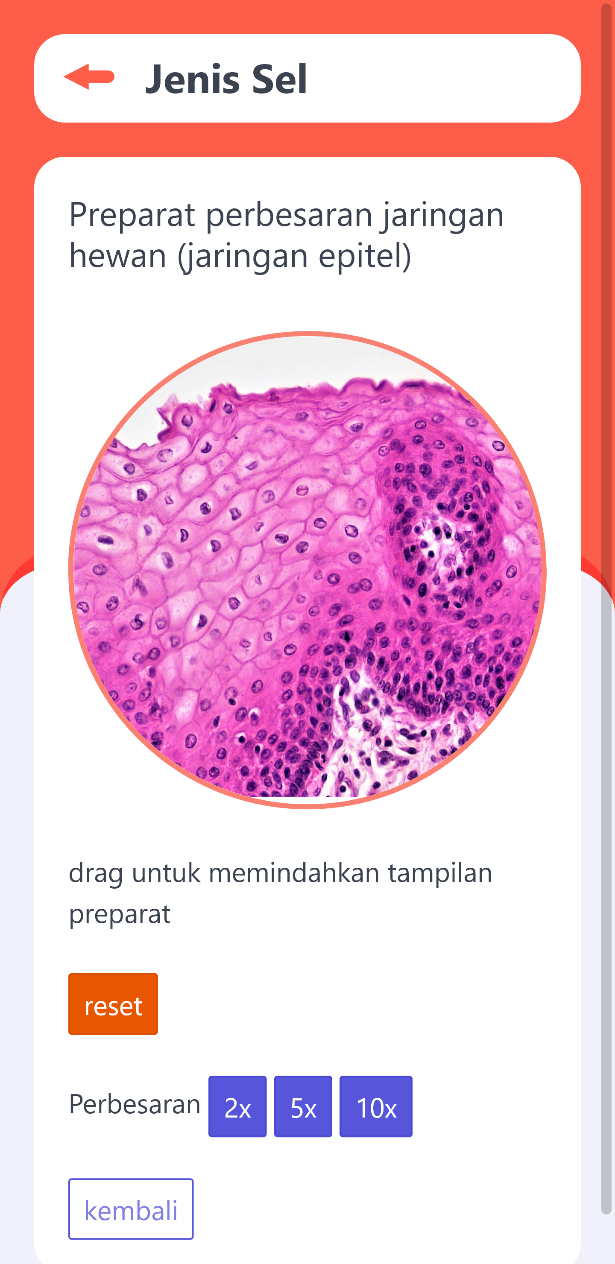 Jenis Sel
Preparat perbesaran jaringan
hewan (jaringan epitel)
drag untuk memindahkan tampilan
preparat
reset
Perbesaran 2x 5x 10x
kembali